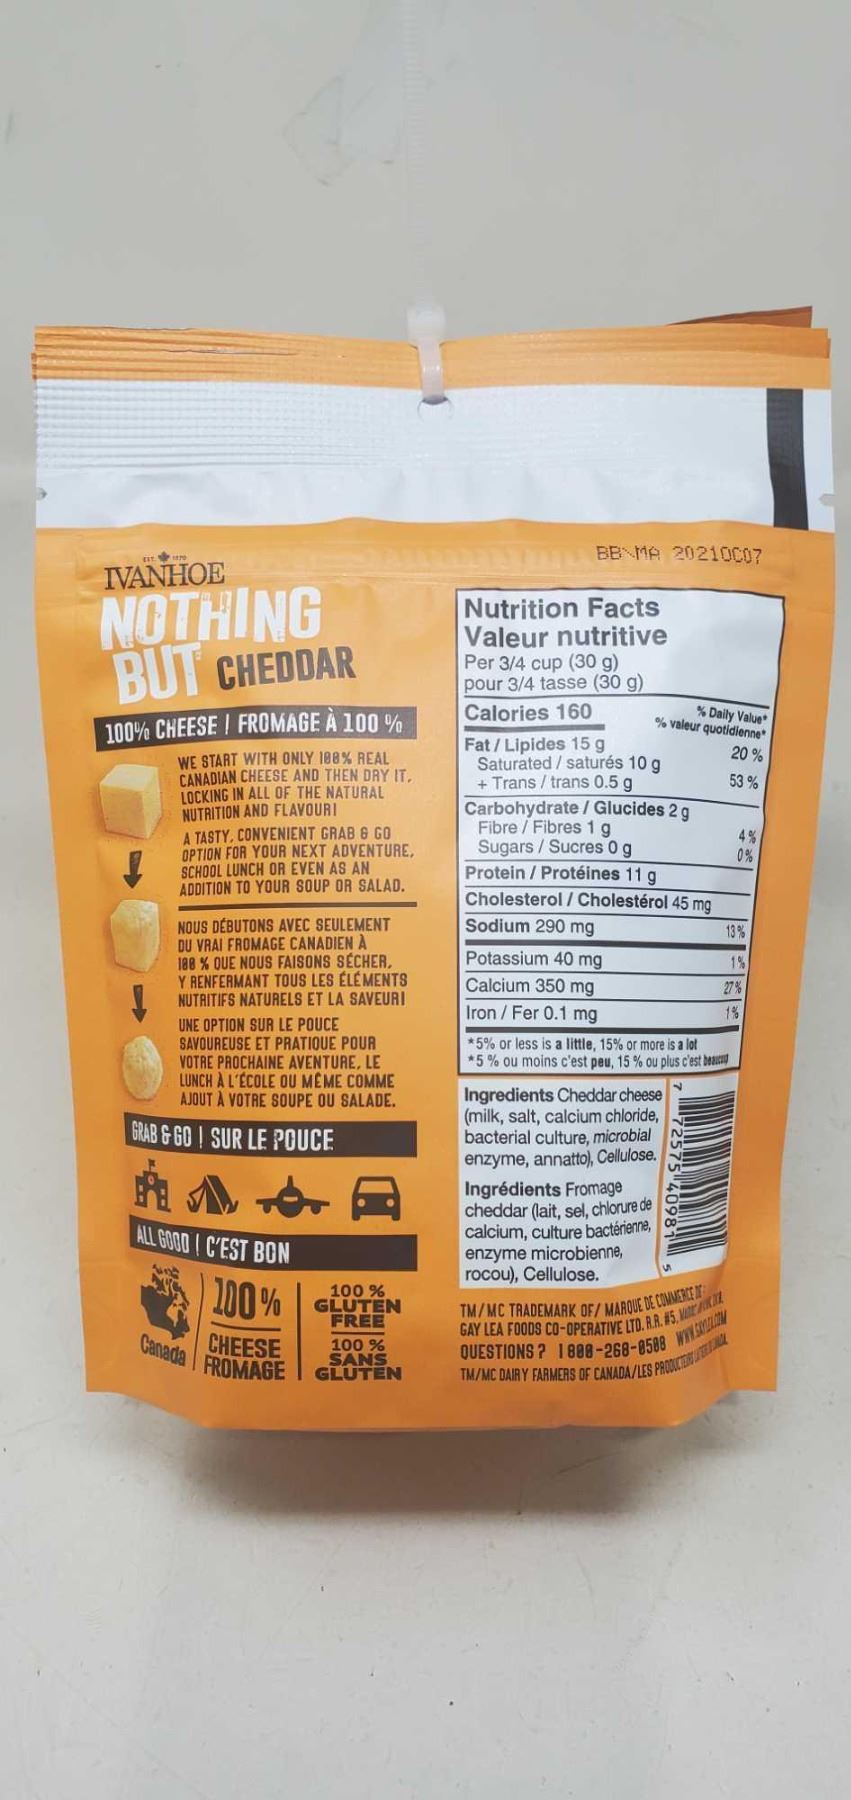 BB\MA 2021OC07
EST. 1870
IVANHOE
NOTHING
BUT CHEDDAR
100% CHEESE | FROMAGE À 100 %
WE START WITH ONLY 100% REAL
CANADIAN CHEESE AND THEN DRY IT,
LOCKING IN ALL OF THE NATURAL
NUTRITION AND FLAVOUR!
A TASTY, CONVENIENT GRAB & GO
OPTION FOR YOUR NEXT ADVENTURE,
SCHOOL LUNCH OR EVEN AS AN
ADDITION TO YOUR SOUP OR SALAD.
NOUS DÉBUTONS AVEC SEULEMENT
DU VRAI FROMAGE CANADIEN À
100 % QUE NOUS FAISONS SÉCHER,
Y RENFERMANT TOUS LES ÉLÉMENTS
NUTRITIFS NATURELS ET LA SAVEUR!
UNE OPTION SUR LE POUCE
SAVOUREUSE ET PRATIQUE POUR
VOTRE PROCHAINE AVENTURE, LE
LUNCH À L'ÉCOLE OU MÊME COMME
AJOUT À VOTRE SOUPE OU SALADE.
GRAB & GO | SUR LE POUCE
ALL GOOD | C'EST BON
Canada
100%
CHEESE
FROMAGE
100 %
GLUTEN
FREE
100 %
SANS
GLUTEN
Nutrition Facts
Valeur nutritive
Per 3/4 cup (30 g)
pour 3/4 tasse (30 g)
Calories 160
% Daily Value*
% valeur quotidienne*
Fat / Lipides 15 g 20 %
Saturated / saturés 10 g
+ Trans / trans 0.5 g 53 %
Carbohydrate / Glucides 2 g
Fibre / Fibres 1 g 4 %
Sugars / Sucres 0 g 0 %
Protein / Protéines 11 g
Cholesterol / Cholestérol 45 mg
Sodium 290 mg 13 %
Potassium 40 mg 1 %
Calcium 350 mg 27 %
Iron / Fer 0.1 mg 1 %
*5% or less is a little, 15% or more is a lot
*5 % ou moins c'est peu, 15 % ou plus c'est beaucoup
Ingredients Cheddar cheese
(milk, salt, calcium chloride,
bacterial culture, microbial
enzyme, annatto), Cellulose.
Ingrédients Fromage
cheddar (lait, sel, chlorure de
calcium, culture bactérienne,
enzyme microbienne,
rocou), Cellulose.
7 72575 40981 5
TM/MC TRADEMARK OF/ MARQUE DE COMMERCE DE
GAY LEA FOODS CO-OPERATIVE LTD. R.R. #5,
QUESTIONS? 1 800-268-0508
TM/MC DAIRY FARMERS OF CANADA/LES PRODUCTEURS